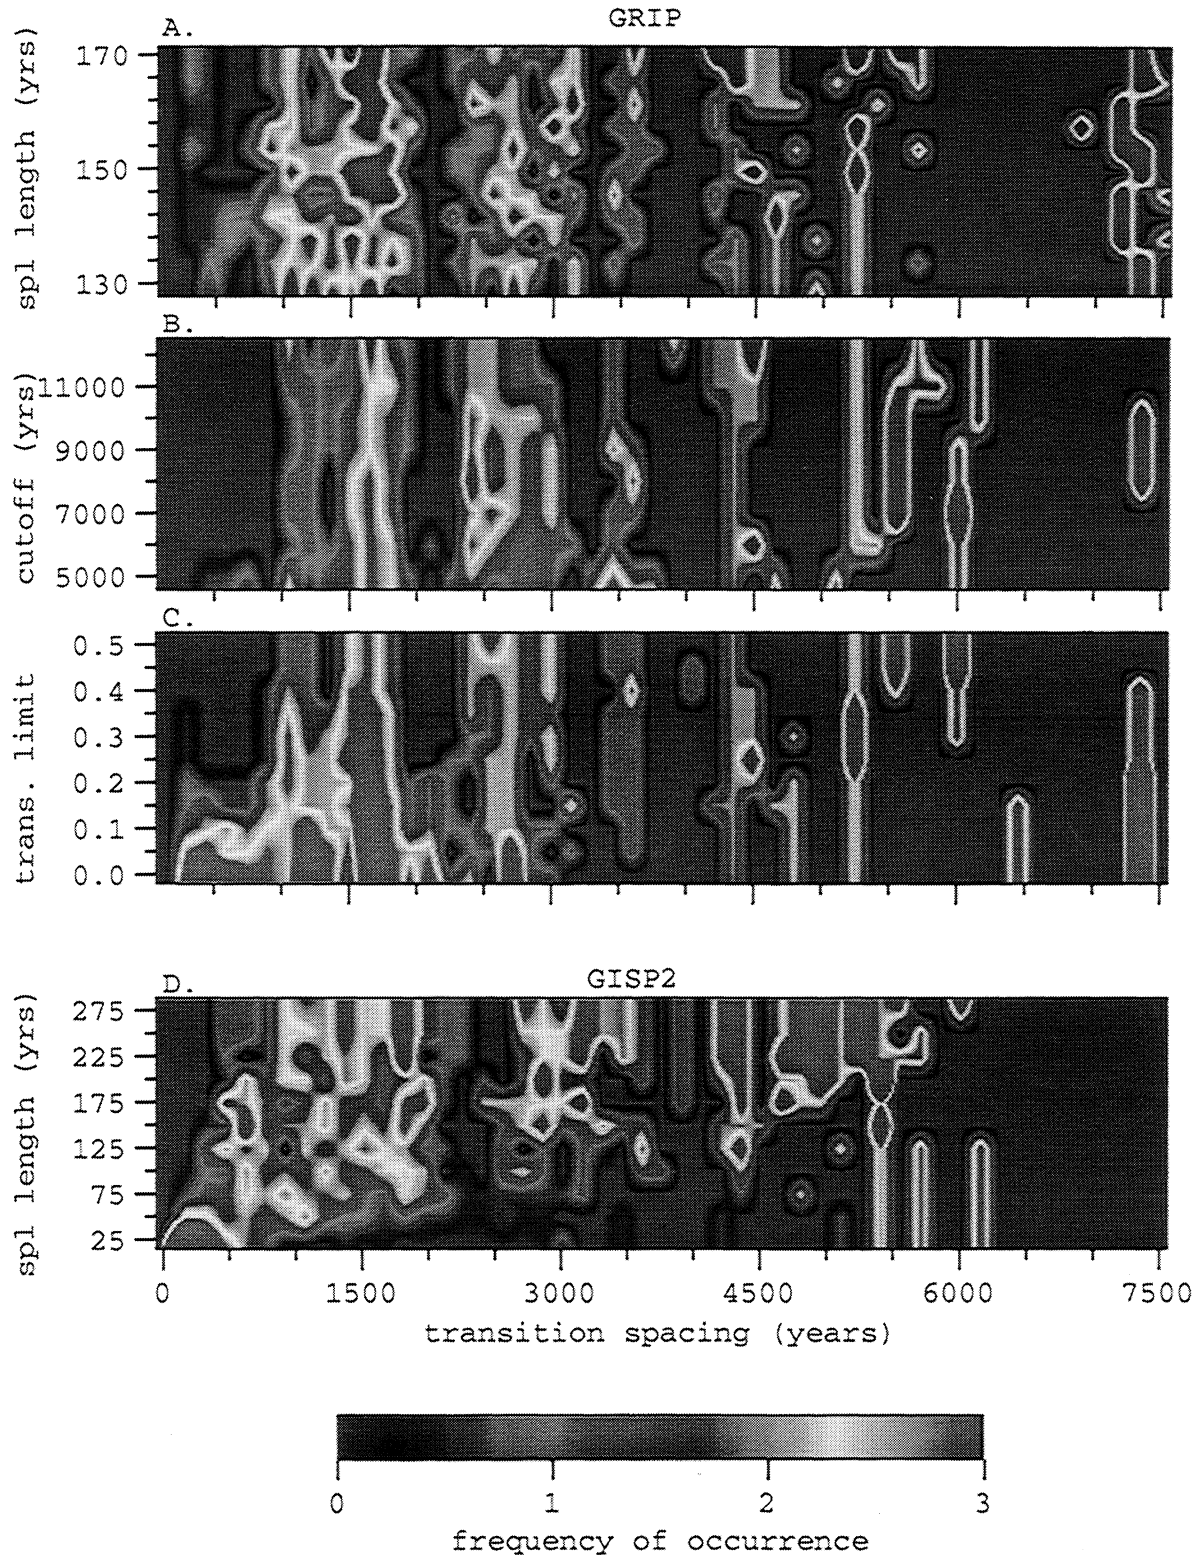 GRIP
A.
spl length (yrs)
170
150
130
B.
cutoff (yrs)
11000
9000
7000
5000
C.
trans. limit
0.5
0.4
0.3
0.2
0.1
0.0
GISP2
D.
spl length (yrs)
275
225
175
125
75
25
0 1500 3000 4500 6000 7500
transition spacing (years)
0 1 2 3
frequency of occurrence